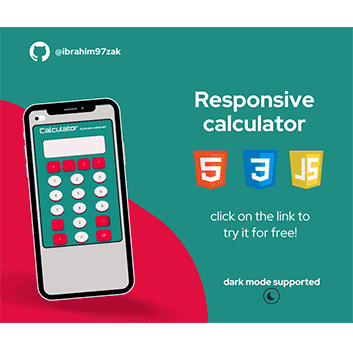 @ibrahim97zak
Responsive
calculator
5
3
JS
click on the link to
try it for free!
dark mode supported
Calculator